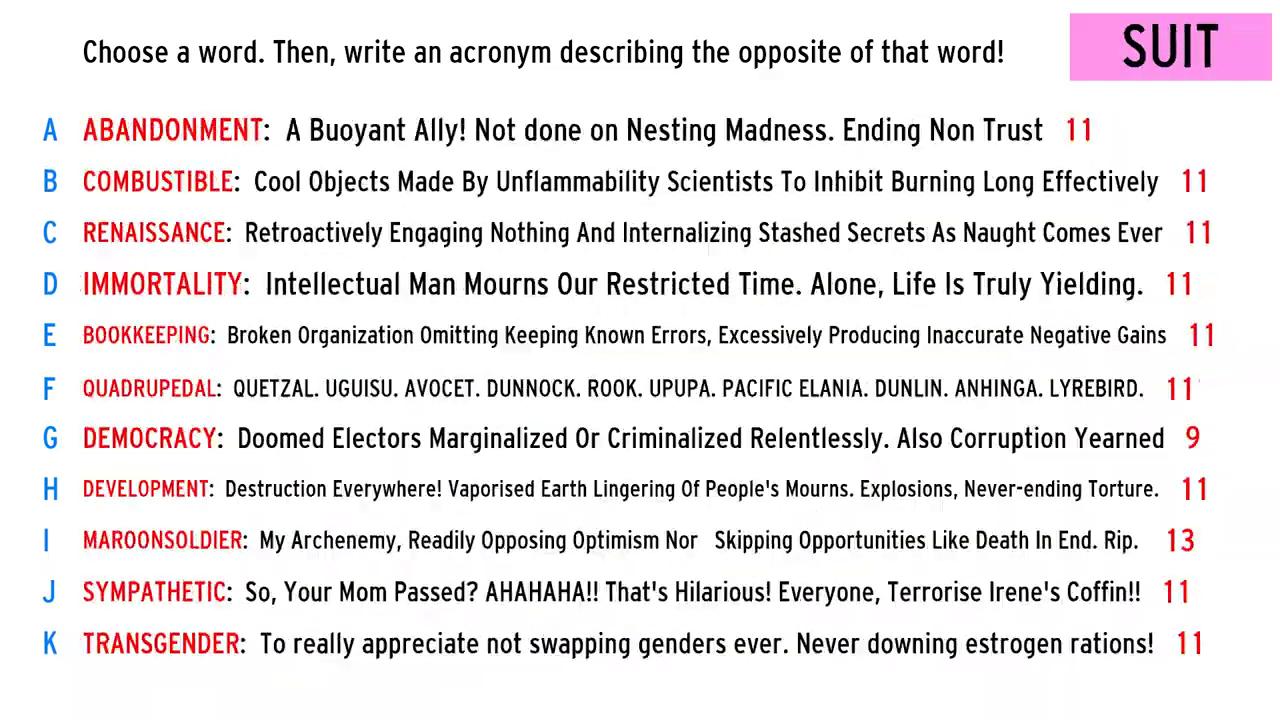 Choose a word. Then, write an acronym describing the opposite of that word!
SUIT
A ABANDONMENT: A Buoyant Ally! Not done on Nesting Madness. Ending Non Trust 11
B COMBUSTIBLE: Cool Objects Made By Unflammability Scientists To Inhibit Burning Long Effectively 11
C RENAISSANCE: Retroactively Engaging Nothing And Internalizing Stashed Secrets As Naught Comes Ever 11
D IMMORTALITY: Intellectual Man Mourns Our Restricted Time. Alone, Life Is Truly Yielding. 11
E BOOKKEEPING: Broken Organization Omitting Keeping Known Errors, Excessively Producing Inaccurate Negative Gains 11
F QUADRUPEDAL: QUETZAL. UGUISU. AVOCET. DUNNOCK. ROOK. UPUPA. PACIFIC ELANIA. DUNLIN. ANHINGA. LYREBIRD. 11
G DEMOCRACY: Doomed Electors Marginalized Or Criminalized Relentlessly. Also Corruption Yearned 9
H DEVELOPMENT: Destruction Everywhere! Vaporised Earth Lingering Of People's Mourns. Explosions, Never-ending Torture. 11
I MAROONSOLDIER: My Archenemy, Readily Opposing Optimism Nor Skipping Opportunities Like Death In End. Rip. 13
J SYMPATHETIC: So, Your Mom Passed? AHAHAHA!! That's Hilarious! Everyone, Terrorise Irene's Coffin!! 11
K TRANSGENDER: To really appreciate not swapping genders ever. Never downing estrogen rations! 11